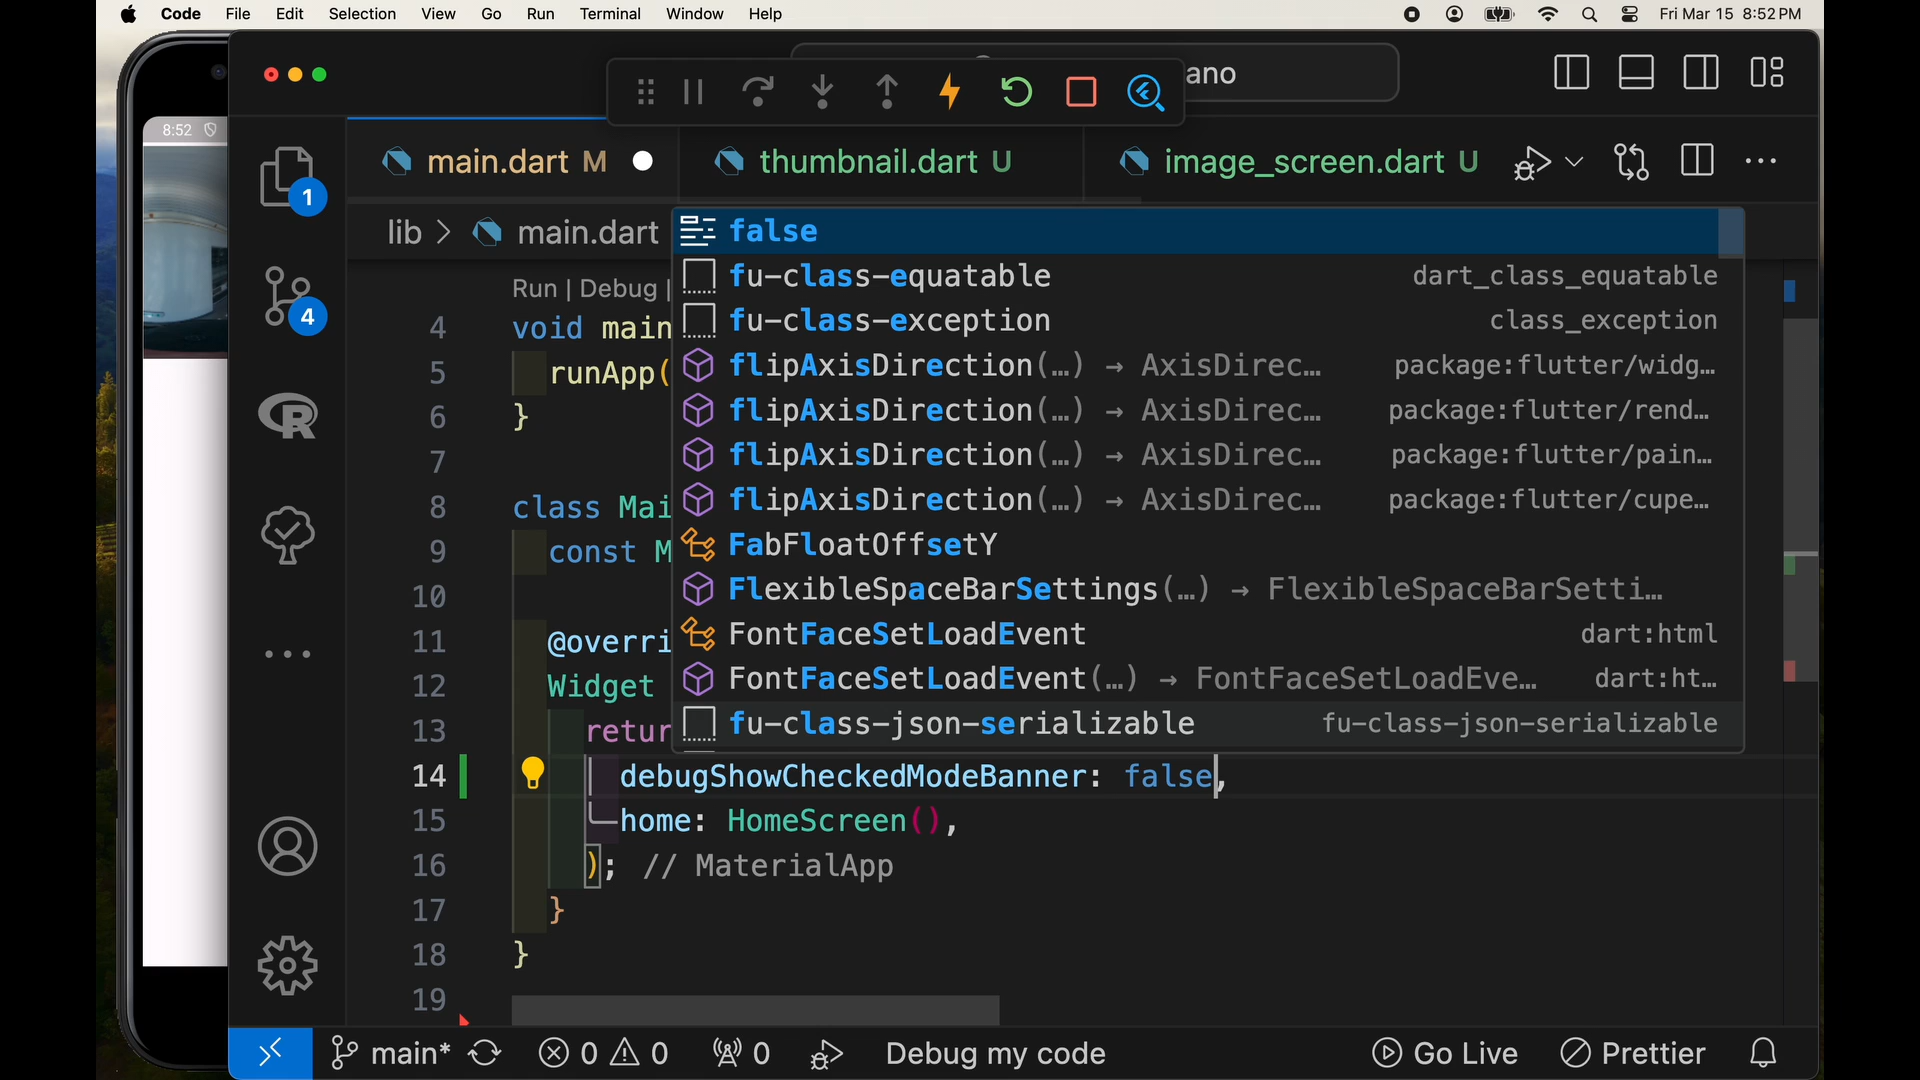 Code File Edit Selection View Go Run Terminal Window Help Fri Mar 15 8:52 PM
8:52
ano
main.dart M thumbnail.dart U image_screen.dart U
1
lib > main.dart
false
fu-class-equatable dart_class_equatable
fu-class-exception class_exception
flipAxisDirection(…) → AxisDirec… package:flutter/widg…
flipAxisDirection(…) → AxisDirec… package:flutter/rend…
flipAxisDirection(…) → AxisDirec… package:flutter/pain…
flipAxisDirection(…) → AxisDirec… package:flutter/cupe…
FabFloatOffsetY
FlexibleSpaceBarSettings(…) → FlexibleSpaceBarSetti…
FontFaceSetLoadEvent dart:html
FontFaceSetLoadEvent(…) → FontFaceSetLoadEve… dart:ht…
fu-class-json-serializable fu-class-json-serializable
4
R
Run | Debug |
4 void main
5 runApp(
6 }
7
8 class Mai
9 const M
10
11 @overri
12 Widget
13 retur
14 debugShowCheckedModeBanner: false,
15 home: HomeScreen(),
16 ); // MaterialApp
17 }
18 }
19
main* 0 0 0 Debug my code Go Live Prettier